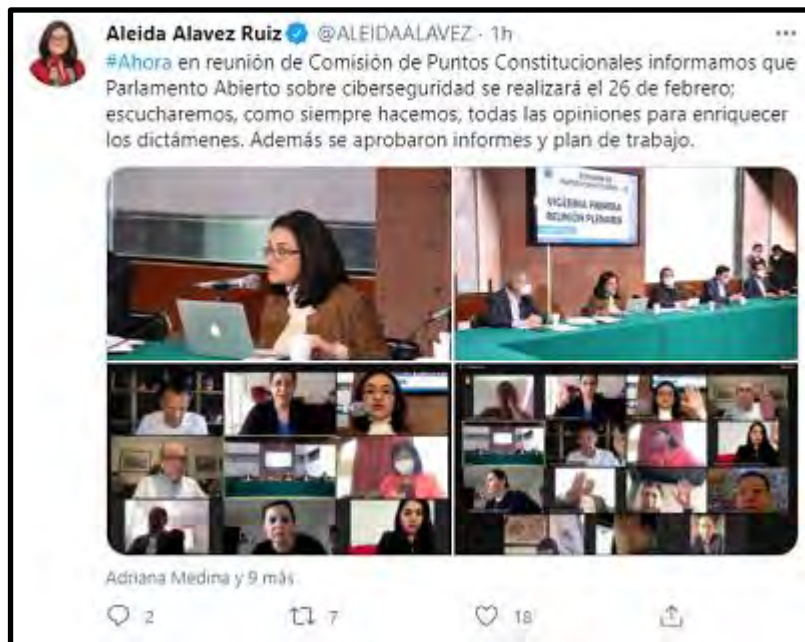 Aleida Alavez Ruiz @ALEIDAALAVEZ · 1h
#Ahora en reunión de Comisión de Puntos Constitucionales informamos que
Parlamento Abierto sobre ciberseguridad se realizará el 26 de febrero;
escucharemos, como siempre hacemos, todas las opiniones para enriquecer
los dictámenes. Además se aprobaron informes y plan de trabajo.
PUNTOS CONSTITUCIONALES
VIGÉSIMA PRIMERA
REUNIÓN PLENARIA
Adriana Medina y 9 más
2 7 18